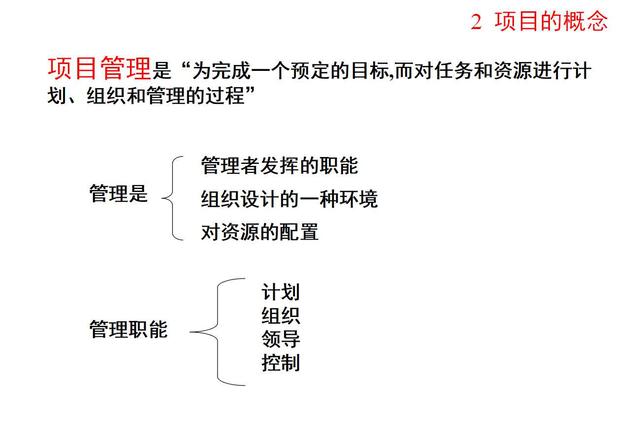 2 项目的概念
项目管理是“为完成一个预定的目标,而对任务和资源进行计
划、组织和管理的过程”
管理者发挥的职能
管理是
组织设计的一种环境
对资源的配置
计划
组织
管理职能
领导
控制